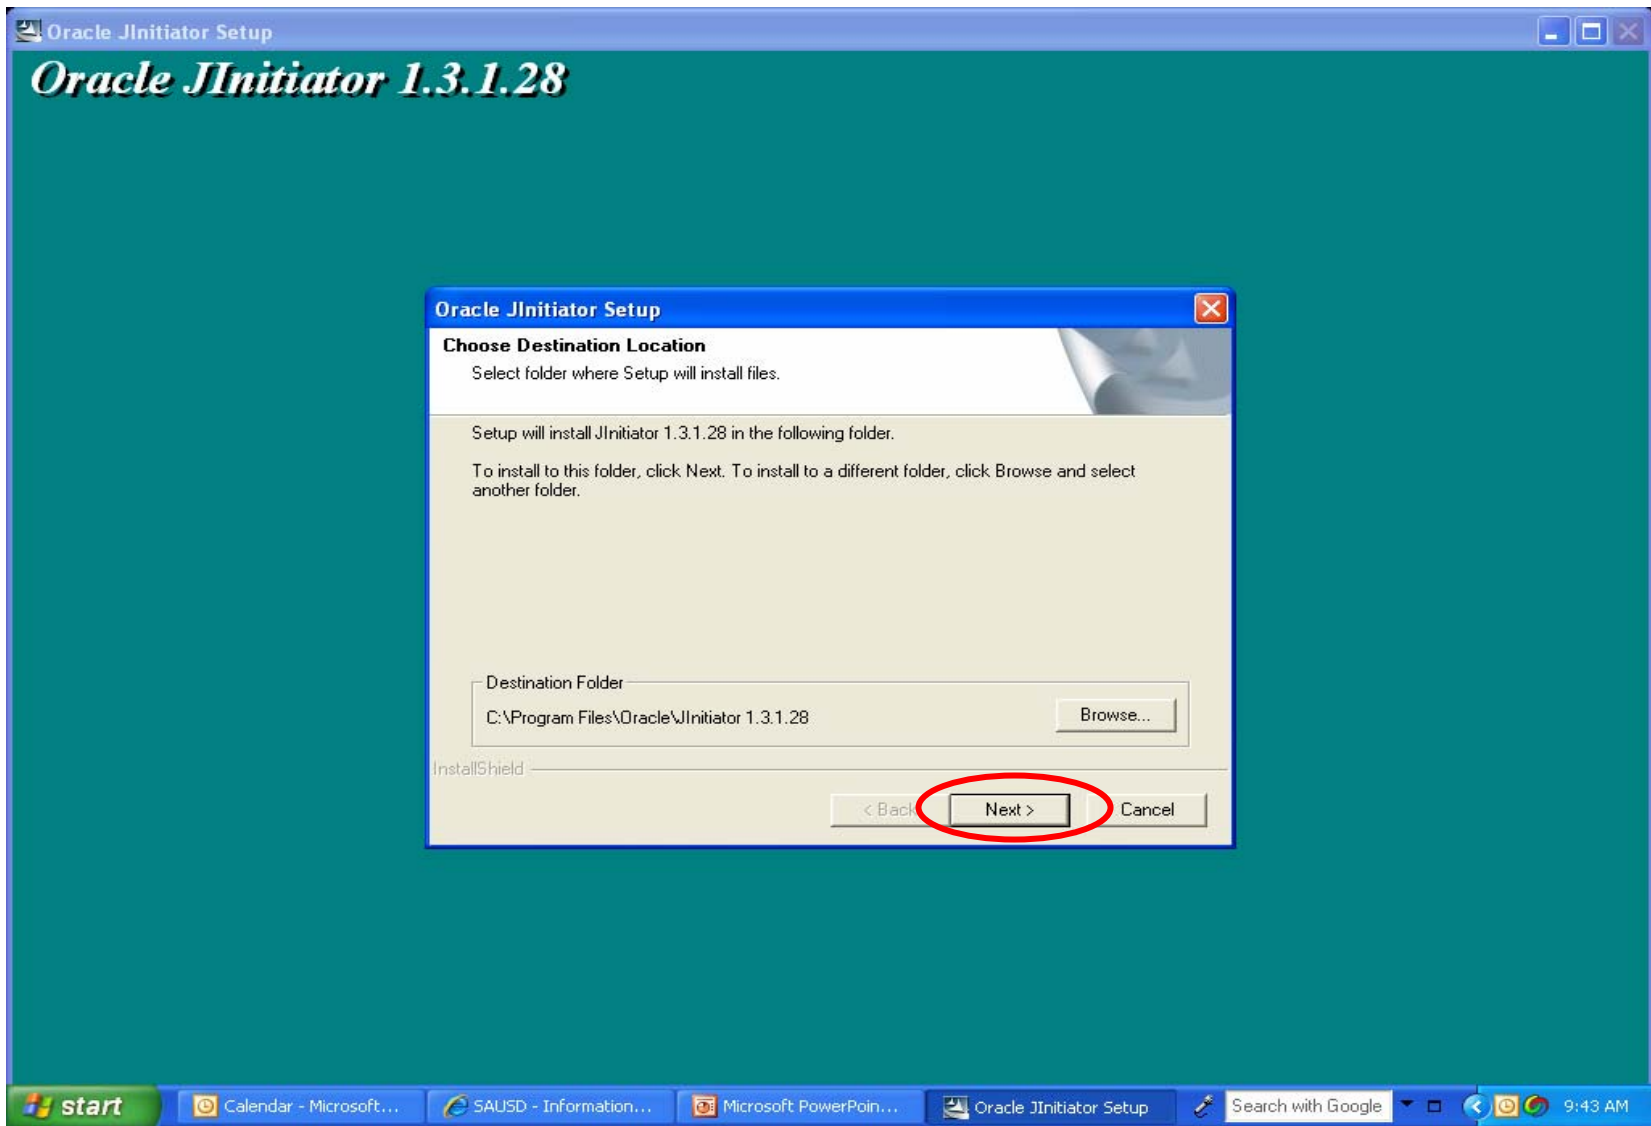 Oracle JInitiator Setup
Oracle JInitiator 1.3.1.28
Oracle JInitiator Setup
Choose Destination Location
Select folder where Setup will install files.
Setup will install JInitiator 1.3.1.28 in the following folder.
To install to this folder, click Next. To install to a different folder, click Browse and select
another folder.
Destination Folder
C:\Program Files\Oracle\JInitiator 1.3.1.28
Browse...
InstallShield
< Back
Next >
Cancel
start
Calendar - Microsoft...
SAUSD - Information...
Microsoft PowerPoin...
Oracle JInitiator Setup
Search with Google
9:43 AM